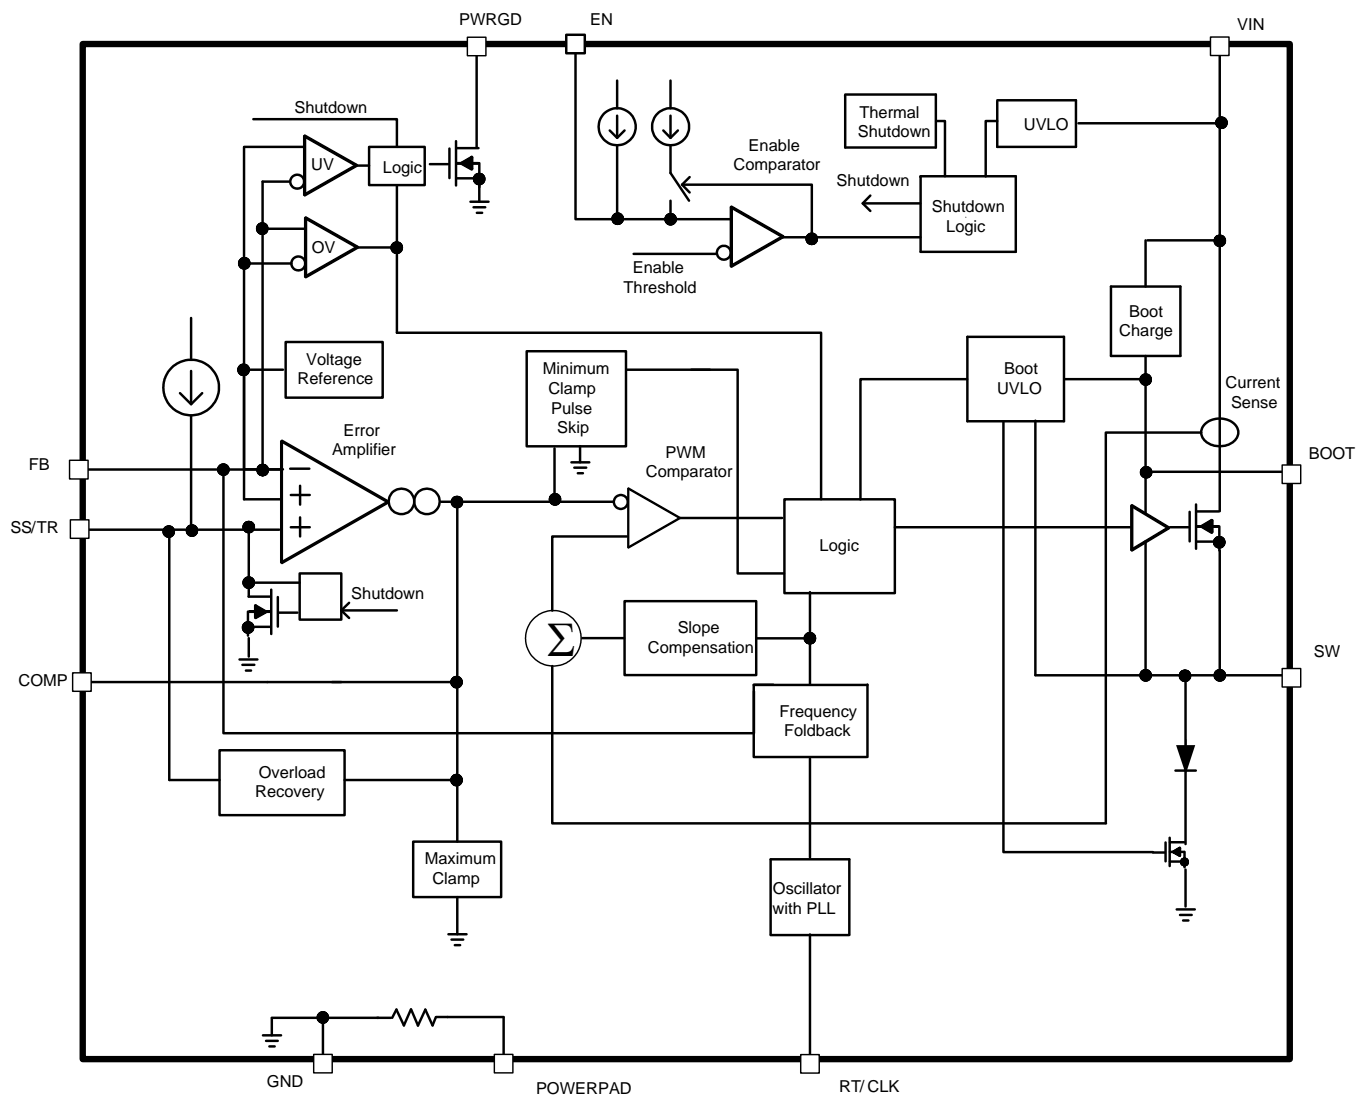 PWRGD
EN
VIN
Shutdown
UV
Logic
OV
Enable
Comparator
Thermal
Shutdown
UVLO
Shutdown
Shutdown
Logic
Enable
Threshold
Boot
Charge
Voltage
Reference
Minimum
Clamp
Pulse
Skip
Boot
UVLO
Current
Sense
Error
Amplifier
PWM
Comparator
FB
BOOT
SS/TR
Logic
Shutdown
Σ
Slope
Compensation
COMP
SW
Frequency
Foldback
Overload
Recovery
Maximum
Clamp
Oscillator
with PLL
GND
POWERPAD
RT/CLK